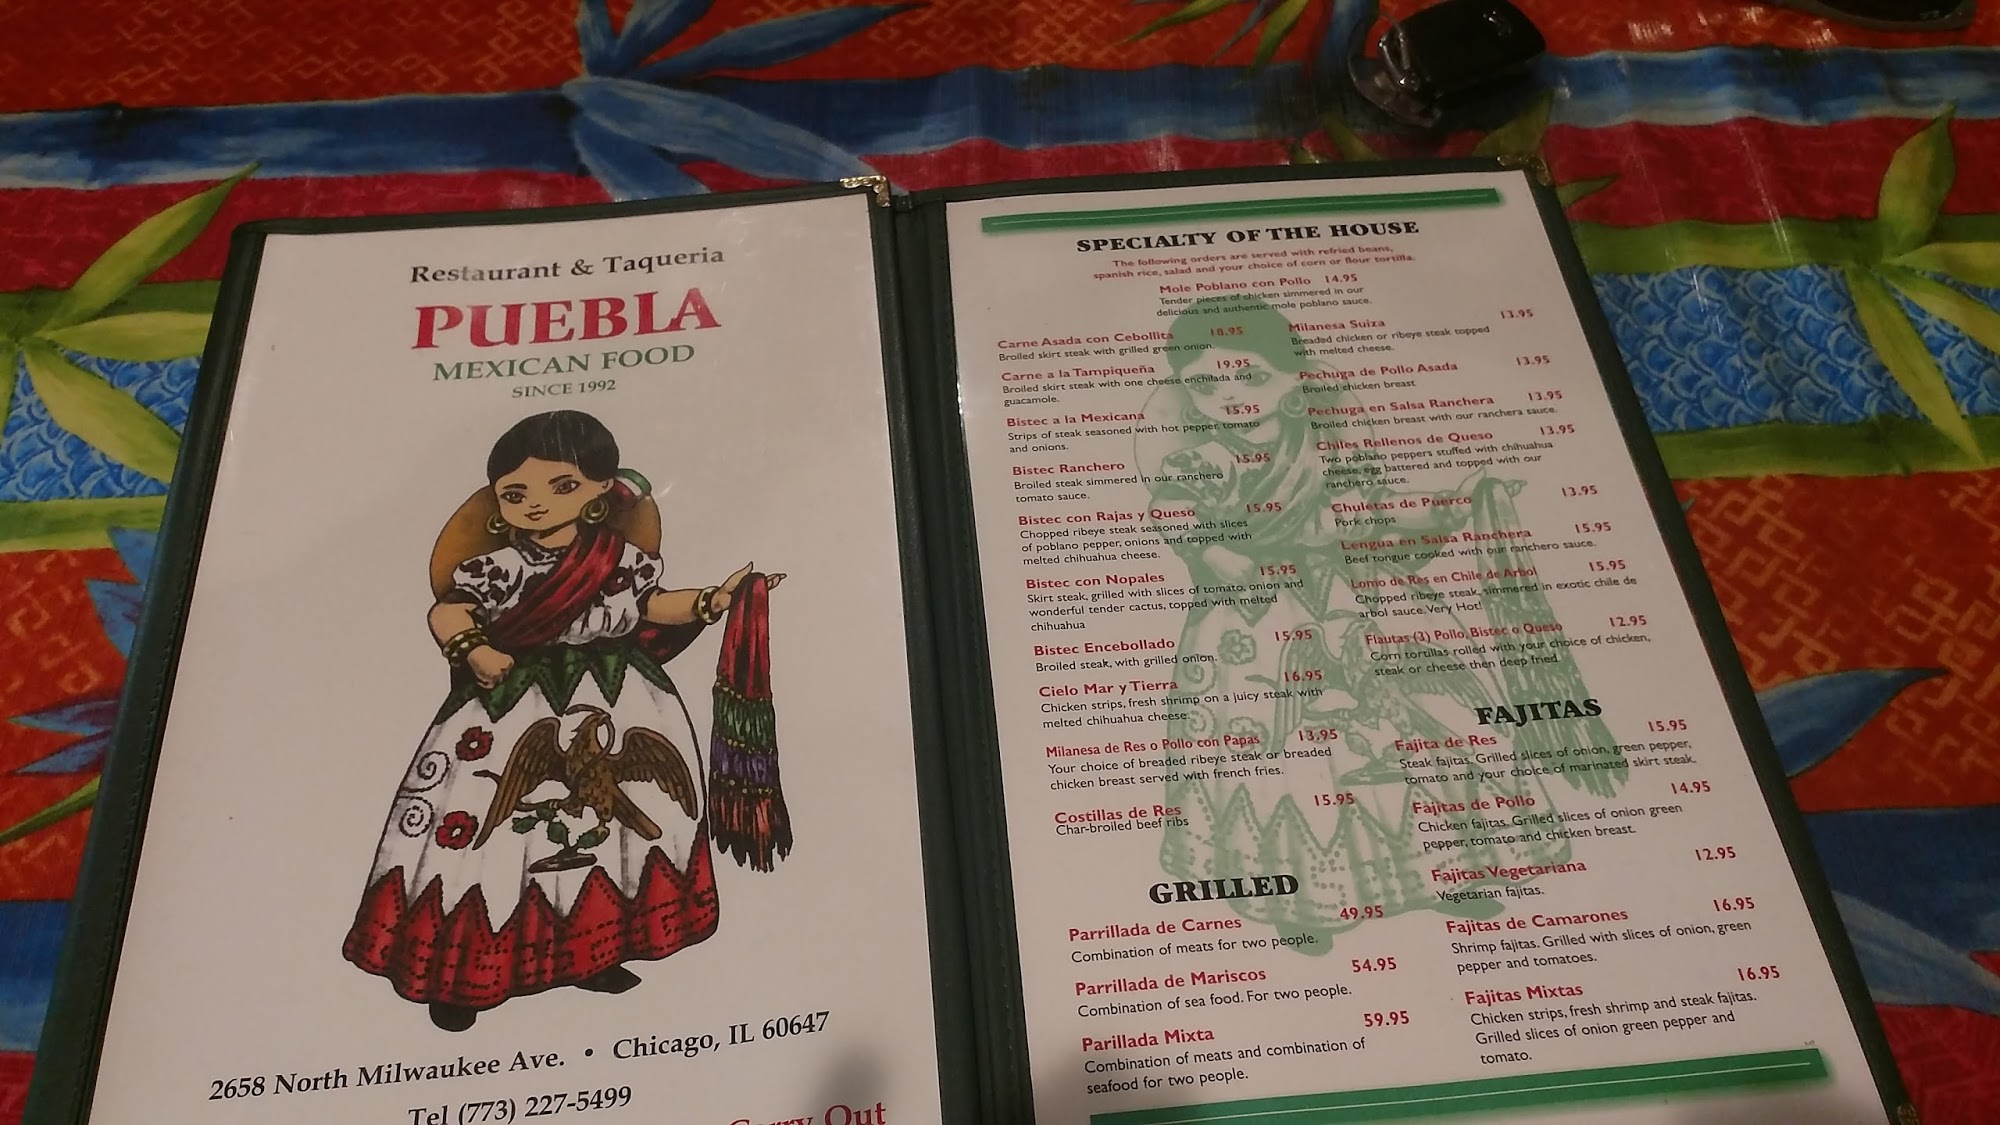 Restaurant & Taqueria
PUEBLA
MEXICAN FOOD
SINCE 1992
2658 North Milwaukee Ave. • Chicago, IL 60647
Tel (773) 227-5499
Carry Out
SPECIALTY OF THE HOUSE
The following orders are served with refried beans,
spanish rice, salad and your choice of corn or flour tortilla.
Mole Poblano con Pollo 14.95
Tender pieces of chicken simmered in our
delicious and authentic mole poblano sauce.
Carne Asada con Cebollita 18.95
Broiled skirt steak with grilled green onion.
Carne a la Tampiqueña 19.95
Broiled skirt steak with one cheese enchilada and
guacamole.
Bistec a la Mexicana 15.95
Strips of steak seasoned with hot pepper, tomato
and onions.
Bistec Ranchero 15.95
Broiled steak simmered in our ranchero
tomato sauce.
Bistec con Rajas y Queso 15.95
Chopped ribeye steak seasoned with slices
of poblano pepper, onions and topped with
melted chihuahua cheese.
Bistec con Nopales 15.95
Skirt steak, grilled with slices of tomato, onion and
wonderful tender cactus, topped with melted
chihuahua
Bistec Encebollado 15.95
Broiled steak, with grilled onion.
Cielo Mar y Tierra 16.95
Chicken strips, fresh shrimp on a juicy steak with
melted chihuahua cheese.
Milanesa de Res o Pollo con Papas 13.95
Your choice of breaded ribeye steak or breaded
chicken breast served with french fries.
Costillas de Res 15.95
Char-broiled beef ribs
GRILLED
Parrillada de Carnes 49.95
Combination of meats for two people.
Parrillada de Mariscos 54.95
Combination of sea food. For two people.
Parillada Mixta 59.95
Combination of meats and combination of
seafood for two people.
Milanesa Suiza 13.95
Breaded chicken or ribeye steak topped
with melted cheese.
Pechuga de Pollo Asada 13.95
Broiled chicken breast
Pechuga en Salsa Ranchera 13.95
Broiled chicken breast with our ranchera sauce.
Chiles Rellenos de Queso 13.95
Two poblano peppers stuffed with chihuahua
cheese, egg battered and topped with our
ranchero sauce.
Chuletas de Puerco 13.95
Pork chops
Lengua en Salsa Ranchera 15.95
Beef tongue cooked with our ranchero sauce.
Lomo de Res en Chile de Arbol 15.95
Chopped ribeye steak, simmered in exotic chile de
arbol sauce. Very Hot!
Flautas (3) Pollo, Bistec o Queso 12.95
Corn tortillas rolled with your choice of chicken,
steak or cheese then deep fried.
FAJITAS
Fajita de Res 15.95
Steak fajitas. Grilled slices of onion, green pepper,
tomato and your choice of marinated skirt steak.
Fajitas de Pollo 14.95
Chicken fajitas. Grilled slices of onion green
pepper, tomato and chicken breast.
Fajitas Vegetariana 12.95
Vegetarian fajitas.
Fajitas de Camarones 16.95
Shrimp fajitas. Grilled with slices of onion, green
pepper and tomatoes.
Fajitas Mixtas 16.95
Chicken strips, fresh shrimp and steak fajitas.
Grilled slices of onion green pepper and
tomato.